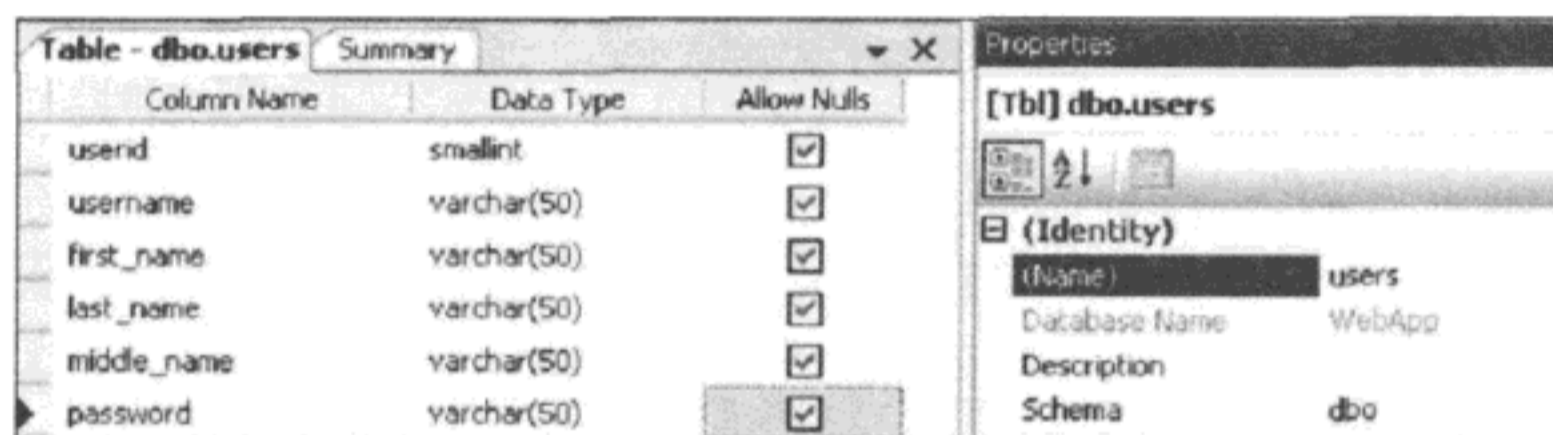 Table - dbo.users Summary
Column Name Data Type Allow Nulls
userid smallint
username varchar(50)
first_name varchar(50)
last_name varchar(50)
middle_name varchar(50)
password varchar(50)
Properties
[Tbl] dbo.users
(Identity)
(Name) users
Database Name WebApp
Description
Schema dbo